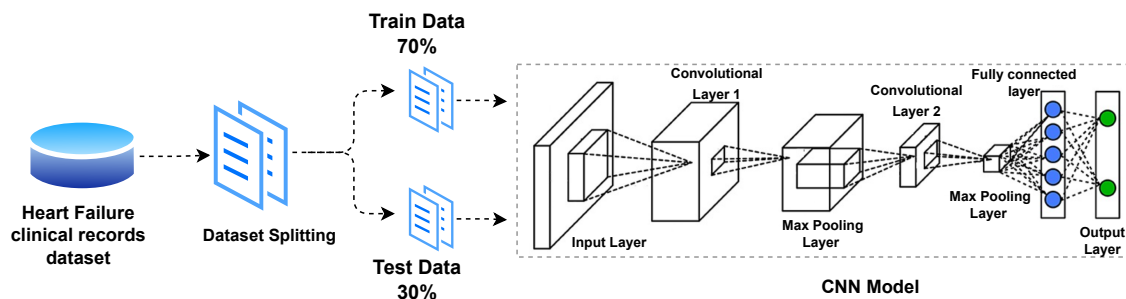 Train Data
70%
Heart Failure
clinical records
dataset
Dataset Splitting
Test Data
30%
Input Layer
Convolutional
Layer 1
Max Pooling
Layer
Convolutional
Layer 2
Max Pooling
Layer
Fully connected
layer
Output
Layer
CNN Model